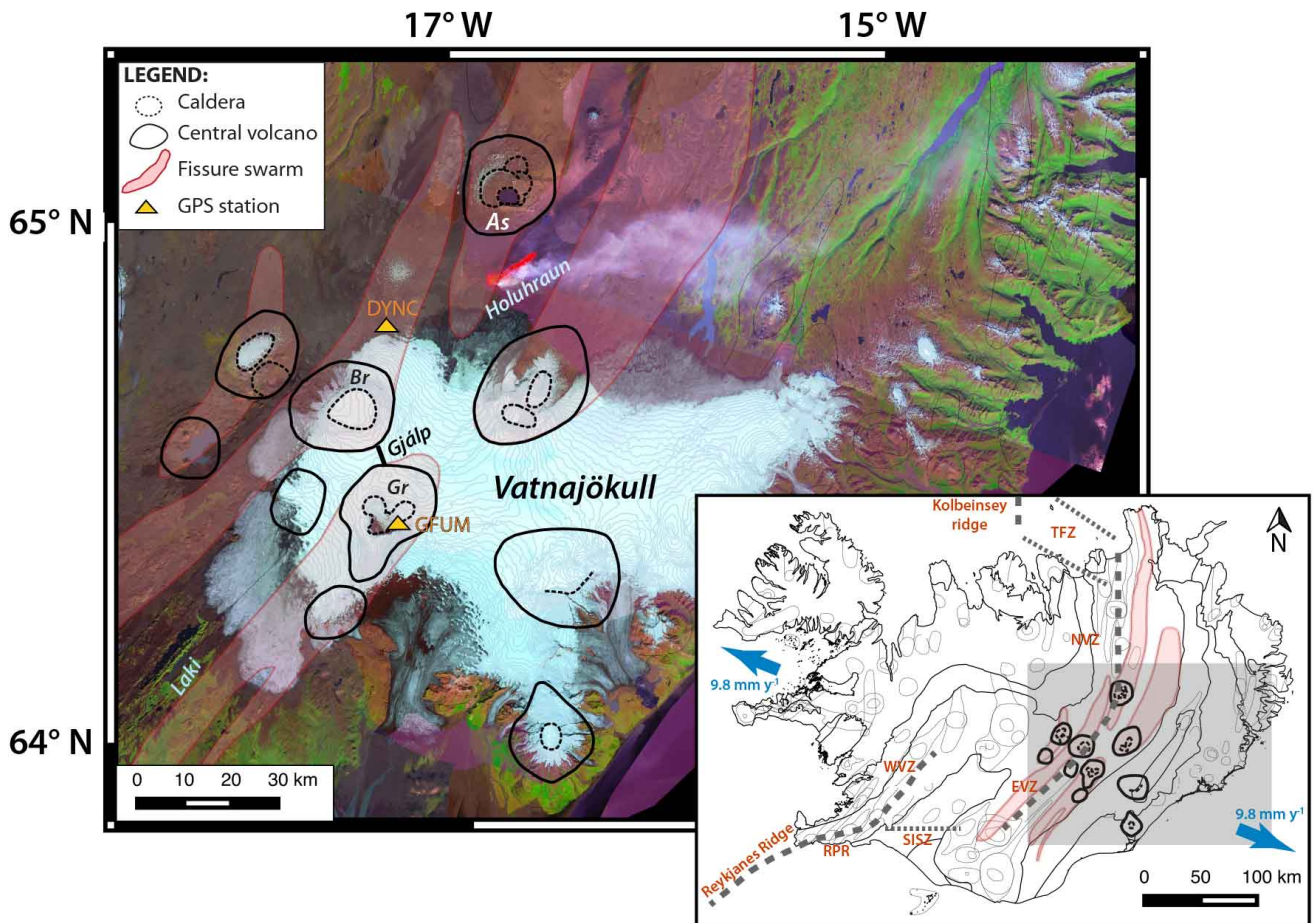 17° W
15° W
LEGEND:
Caldera
Central volcano
Fissure swarm
GPS station
65° N
As
Holuhraun
DYNC
Br
Gjálp
Gr
GFUM
Vatnajökull
Laki
64° N
0 10 20 30 km
Kolbeinsey
ridge
TFZ
N
NVZ
9.8 mm y⁻¹
WVZ
EVZ
9.8 mm y⁻¹
SISZ
RPR
Reykjanes Ridge
0 50 100 km